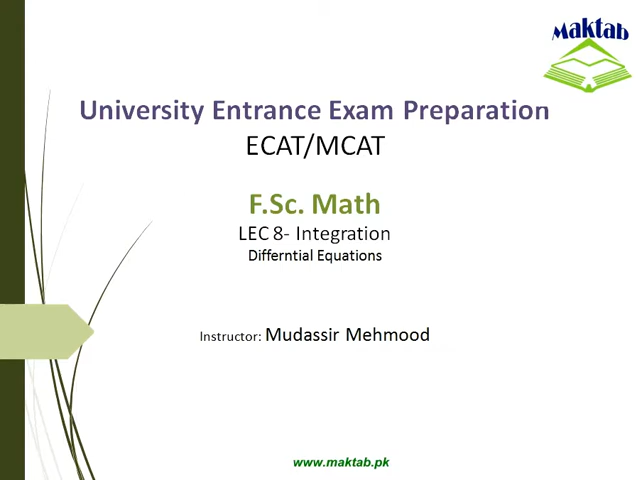 Maktab
University Entrance Exam Preparation
ECAT/MCAT
F.Sc. Math
LEC 8- Integration
Differntial Equations
Instructor: Mudassir Mehmood
www.maktab.pk